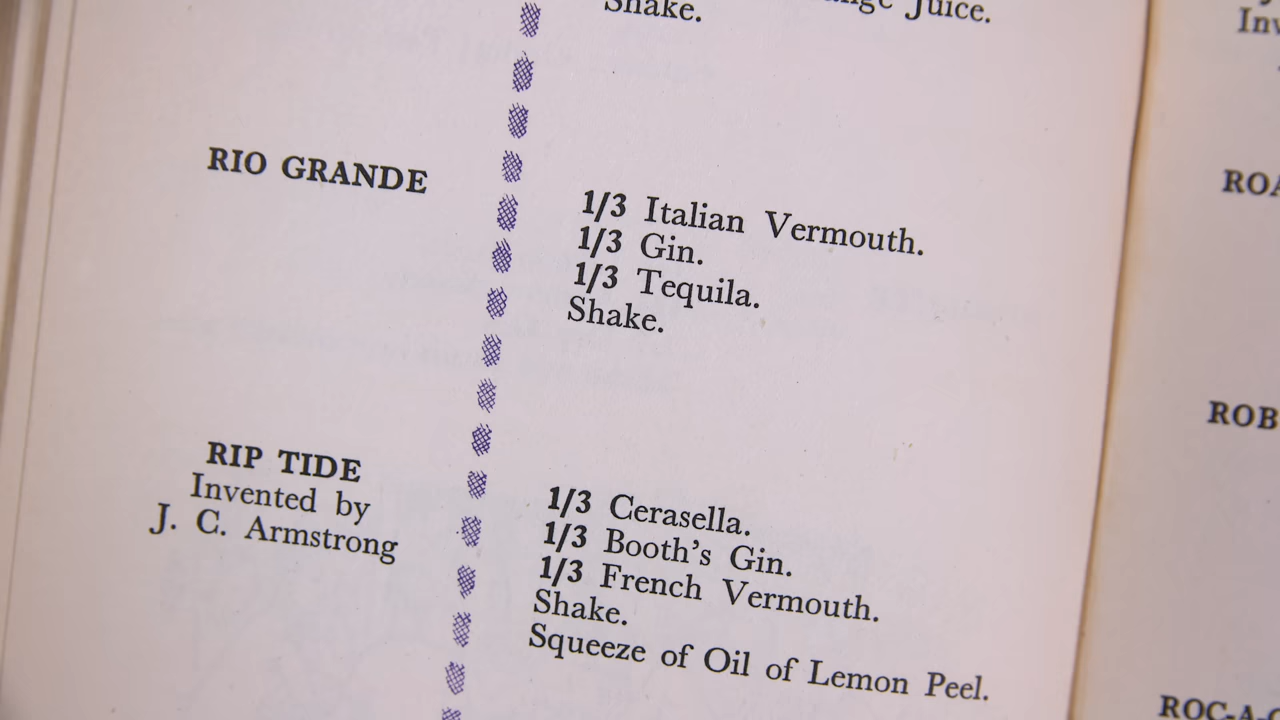 Juice.
Shake.
RIO GRANDE
1/3 Italian Vermouth.
1/3 Gin.
1/3 Tequila.
Shake.
RIP TIDE
Invented by
J. C. Armstrong
1/3 Cerasella.
1/3 Booth's Gin.
1/3 French Vermouth.
Shake.
Squeeze of Oil of Lemon Peel.